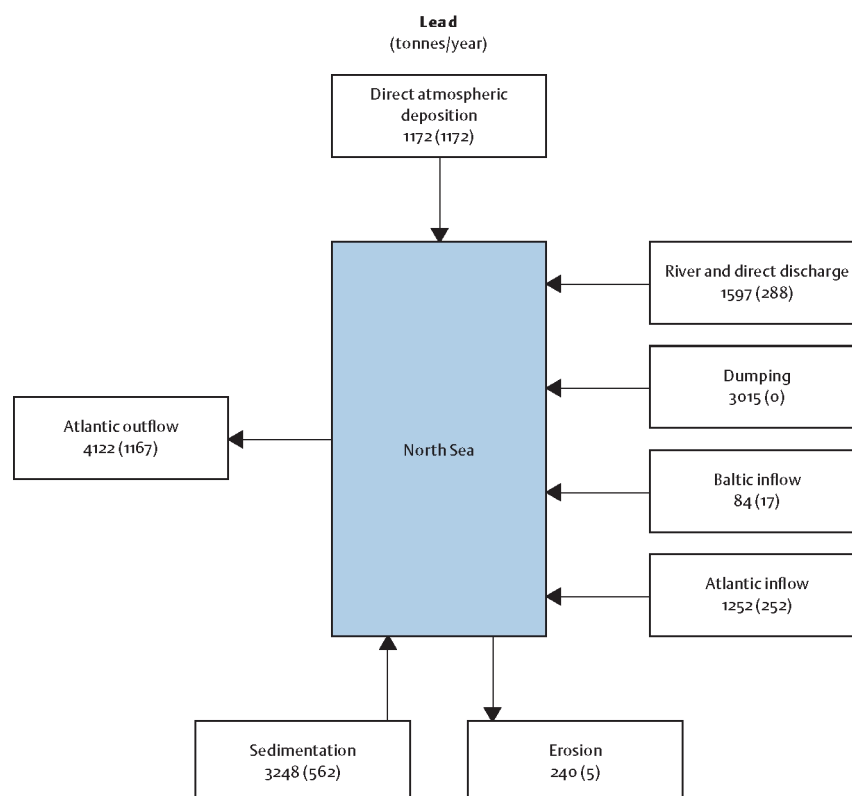 Lead
(tonnes/year)
Direct atmospheric
deposition
1172 (1172)
River and direct discharge
1597 (288)
Dumping
3015 (0)
Atlantic outflow
4122 (1167)
North Sea
Baltic inflow
84 (17)
Atlantic inflow
1252 (252)
Sedimentation
3248 (562)
Erosion
240 (5)